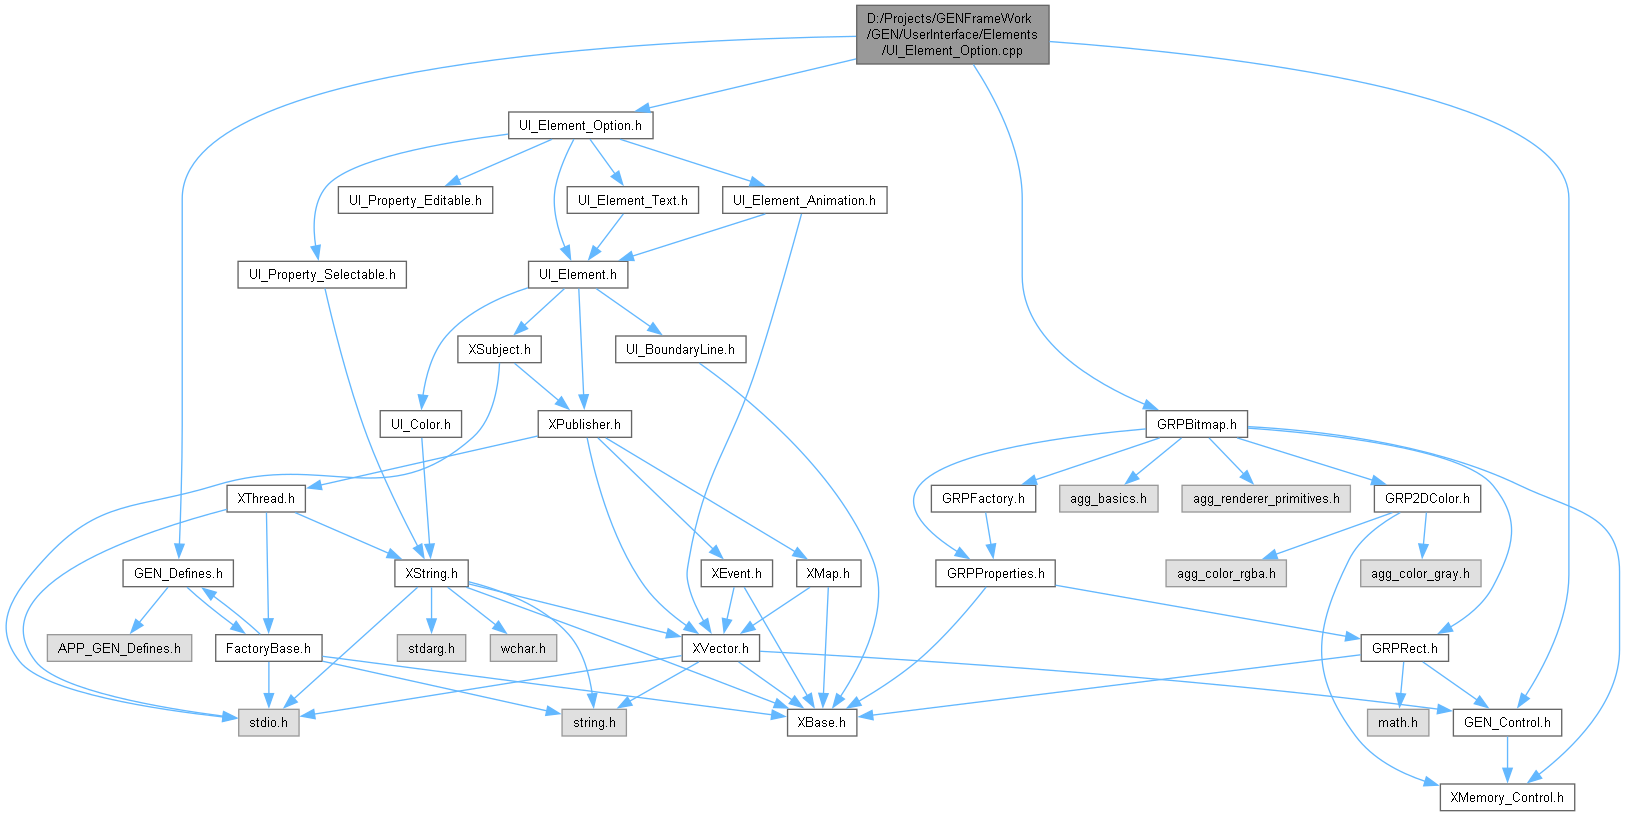 D:/Projects/GENFrameWork
/GEN/UserInterface/Elements
/UI_Element_Option.cpp
UI_Element_Option.h
UI_Property_Editable.h
UI_Element_Text.h
UI_Element_Animation.h
UI_Property_Selectable.h
UI_Element.h
XSubject.h
UI_BoundaryLine.h
UI_Color.h
XPublisher.h
GRPBitmap.h
XThread.h
GRPFactory.h
agg_basics.h
agg_renderer_primitives.h
GRP2DColor.h
GEN_Defines.h
XString.h
XEvent.h
XMap.h
GRPProperties.h
agg_color_rgba.h
agg_color_gray.h
APP_GEN_Defines.h
FactoryBase.h
stdarg.h
wchar.h
XVector.h
GRPRect.h
stdio.h
string.h
XBase.h
math.h
GEN_Control.h
XMemory_Control.h